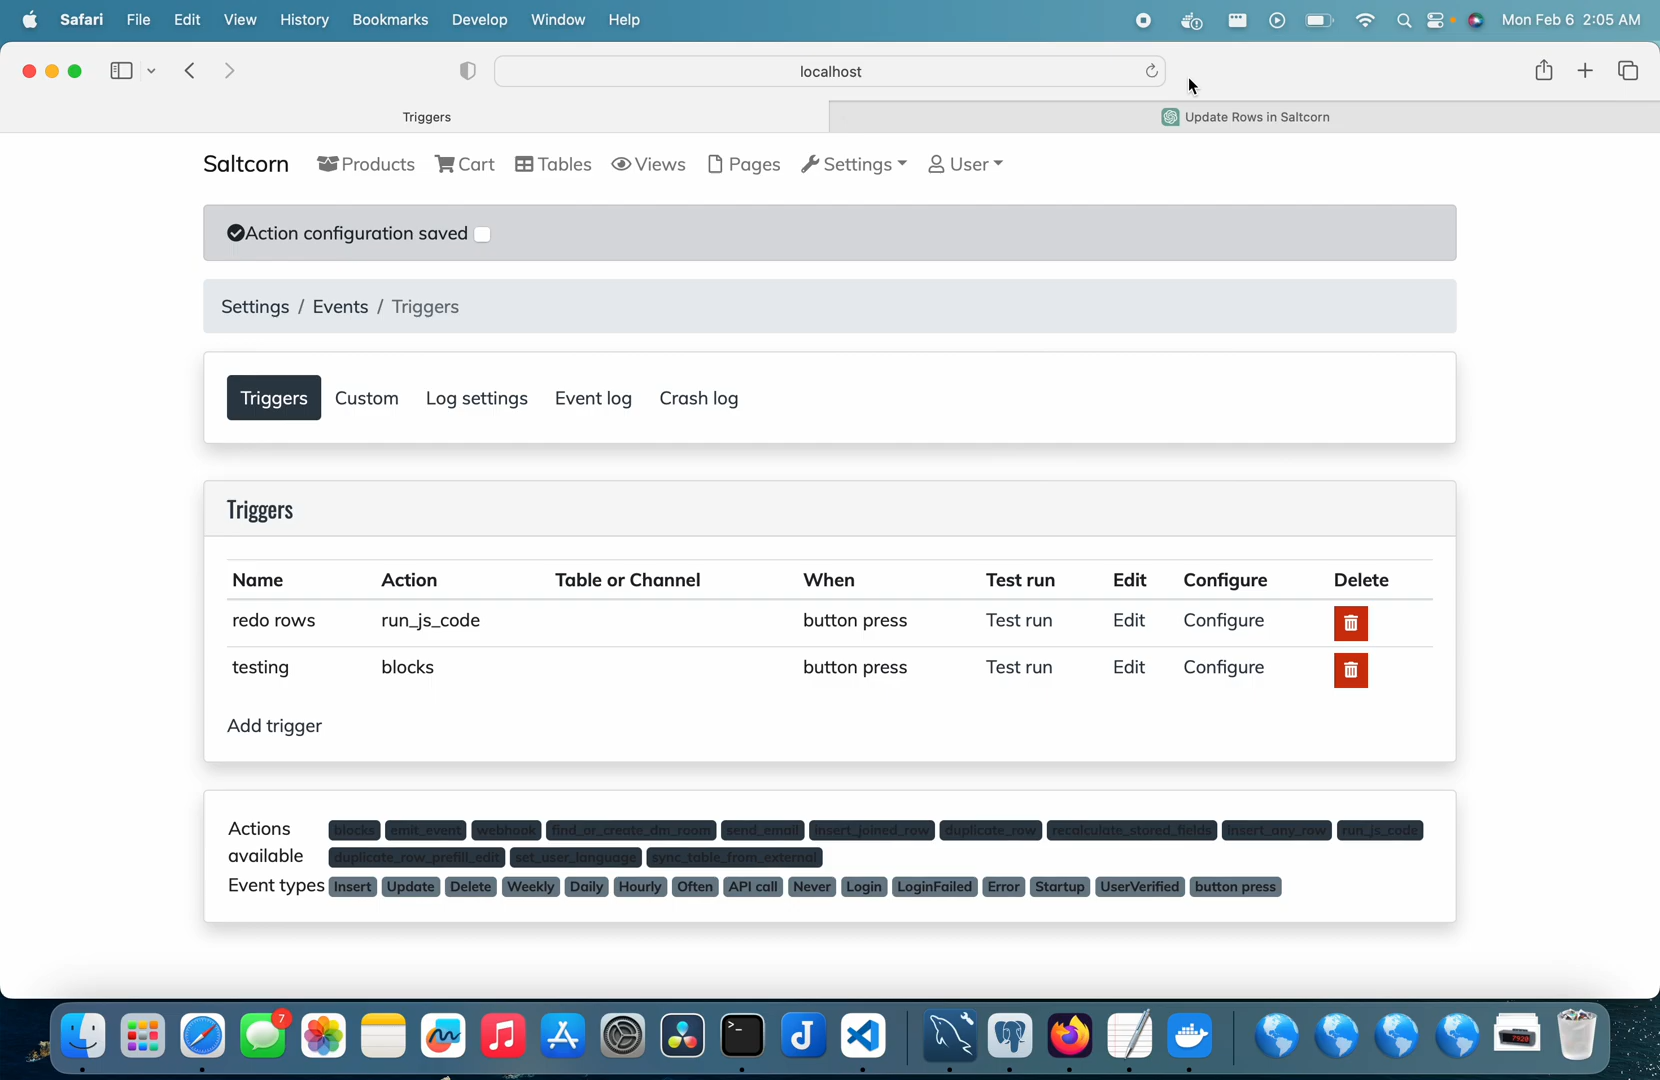 Safari File Edit View History Bookmarks Develop Window Help Mon Feb 6 2:05 AM
localhost
Triggers Update Rows in Saltcorn
Saltcorn Products Cart Tables Views Pages Settings User
Action configuration saved
Settings / Events / Triggers
Triggers Custom Log settings Event log Crash log
Triggers
Name Action Table or Channel When Test run Edit Configure Delete
redo rows run_js_code button press Test run Edit Configure
testing blocks button press Test run Edit Configure
Add trigger
Actions blocks emit_event webhook find_or_create_dm_room send_email insert_joined_row duplicate_row recalculate_stored_fields insert_any_row run_js_code
available duplicate_row_prefill_edit set_user_language sync_table_from_external
Event types Insert Update Delete Weekly Daily Hourly Often API call Never Login LoginFailed Error Startup UserVerified button press
7
7920